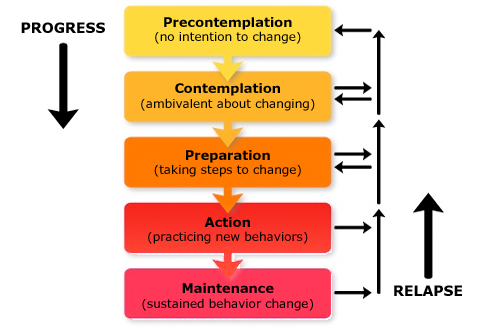 PROGRESS
Precontemplation
(no intention to change)
Contemplation
(ambivalent about changing)
Preparation
(taking steps to change)
Action
(practicing new behaviors)
Maintenance
(sustained behavior change)
RELAPSE